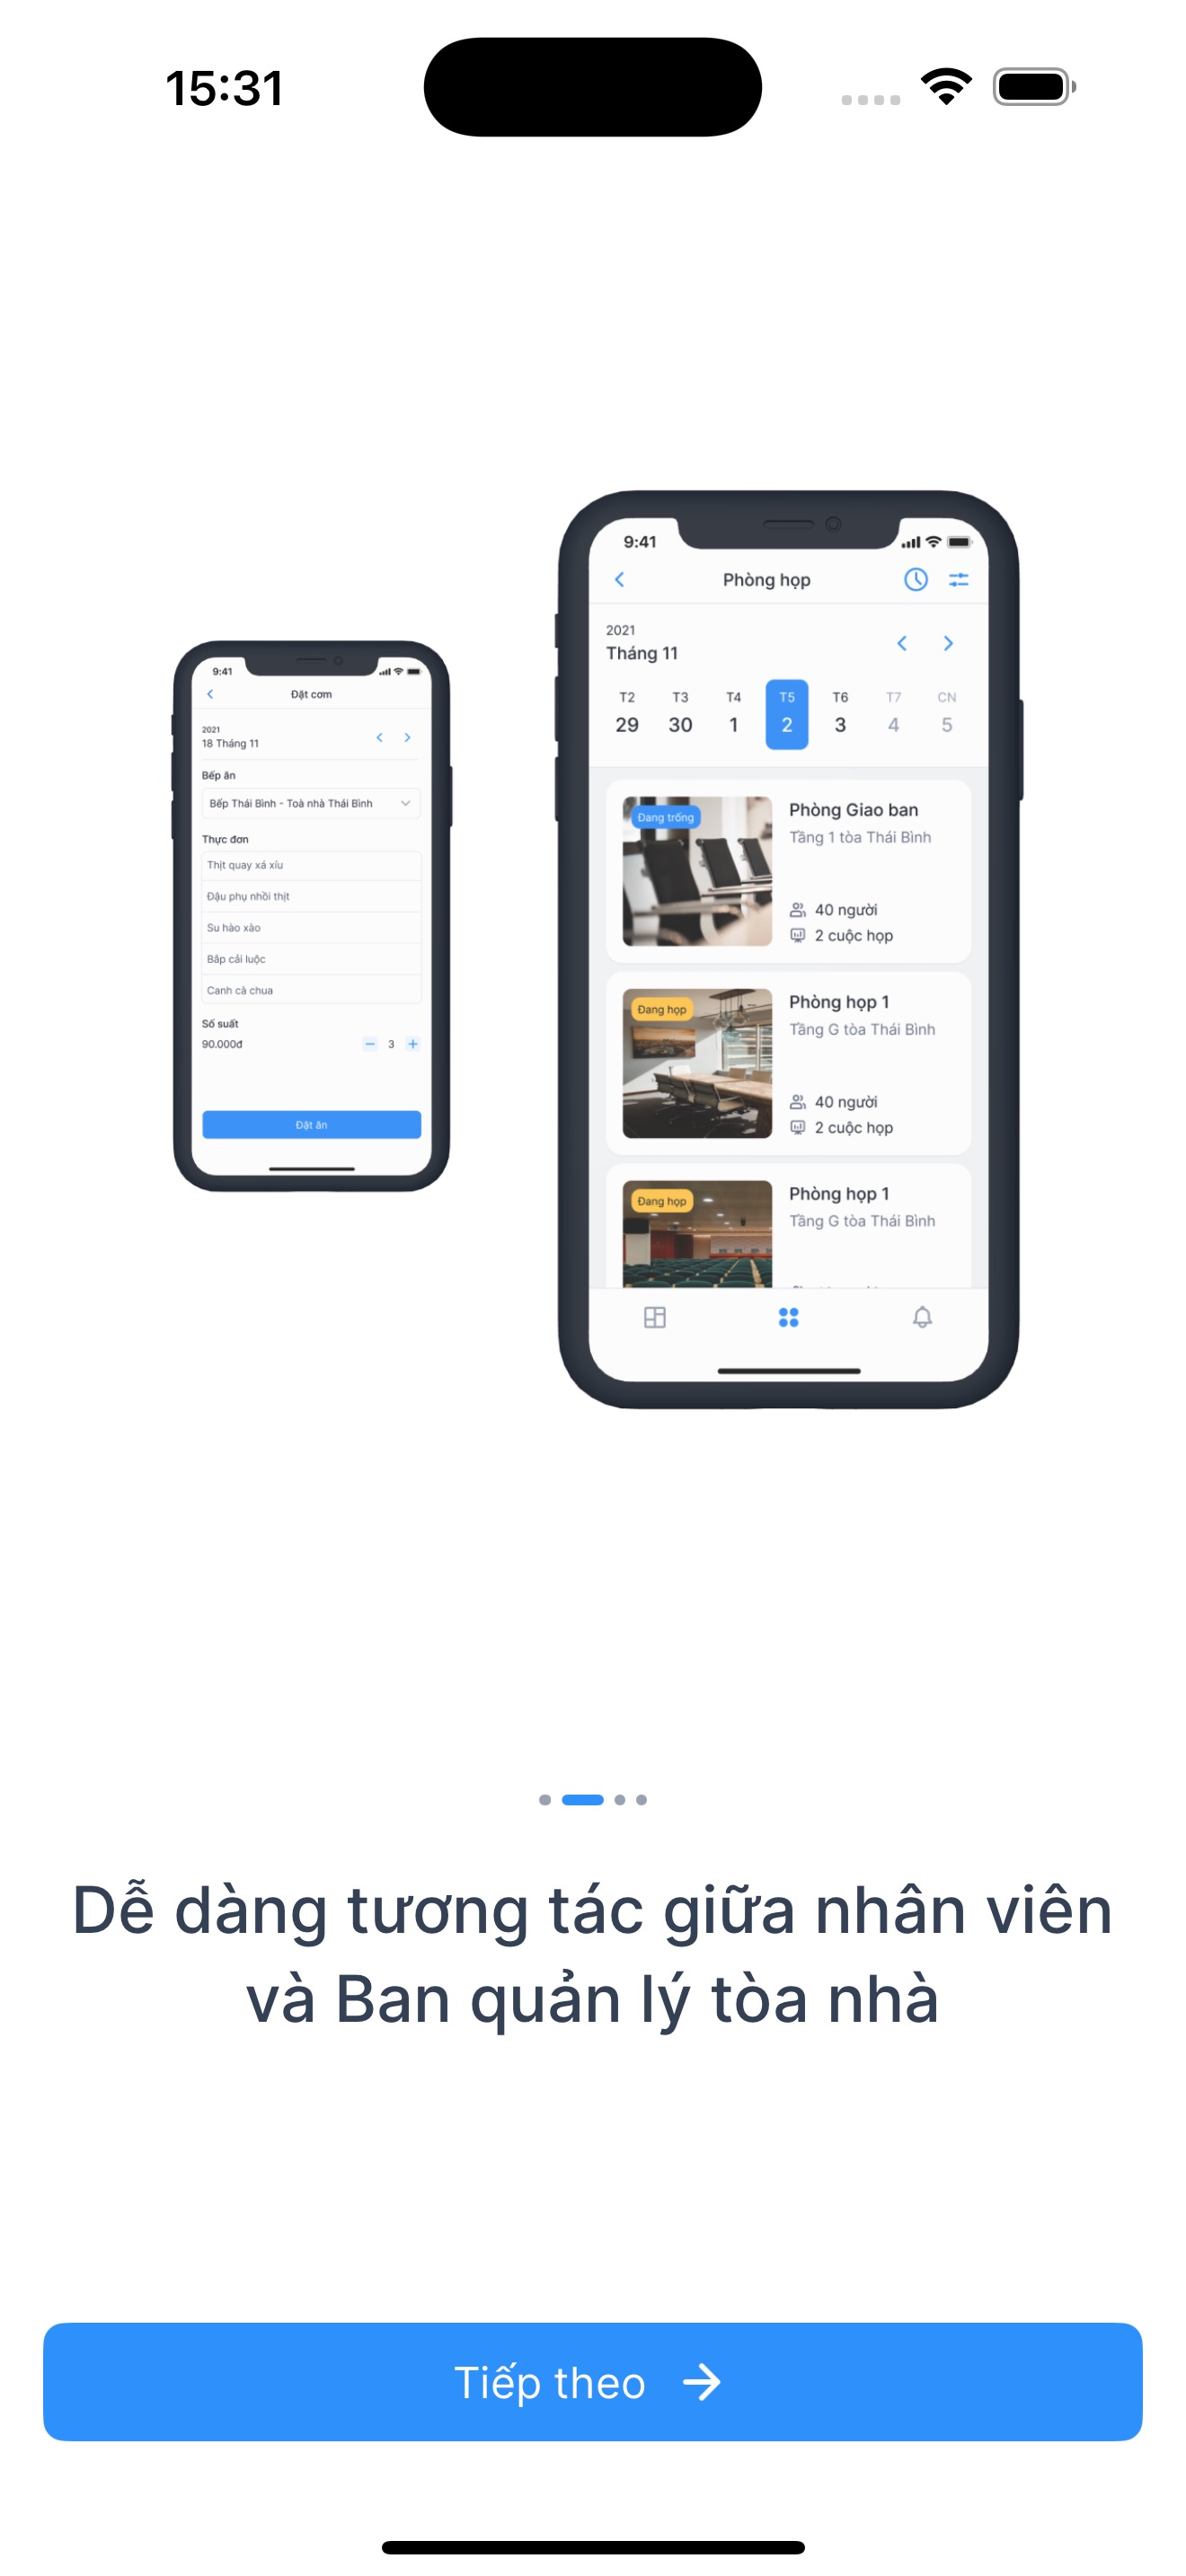 15:31
9:41
Đặt cơm
2021
18 Tháng 11
Bếp ăn
Bếp Thái Bình - Toà nhà Thái Bình
Thực đơn
Thịt quay xá xíu
Đậu phụ nhồi thịt
Su hào xào
Bắp cải luộc
Canh cà chua
Số suất
90.000đ
3
Đặt ăn
9:41
Phòng họp
2021
Tháng 11
T2 T3 T4 T5 T6 T7 CN
29 30 1 2 3 4 5
Đang trống
Phòng Giao ban
Tầng 1 tòa Thái Bình
40 người
2 cuộc họp
Đang họp
Phòng họp 1
Tầng G tòa Thái Bình
40 người
2 cuộc họp
Đang họp
Phòng họp 1
Tầng G tòa Thái Bình
Dễ dàng tương tác giữa nhân viên
và Ban quản lý tòa nhà
Tiếp theo